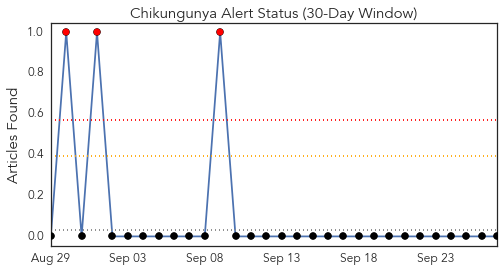 Chikungunya Alert Status (30-Day Window)
Articles Found
1.0
0.8
0.6
0.4
0.2
0.0
Aug 29 Sep 03 Sep 08 Sep 13 Sep 18 Sep 23